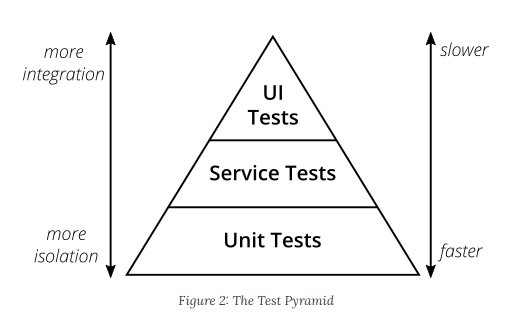 more
integration
slower
UI
Tests
Service Tests
more
isolation
Unit Tests
faster
Figure 2: The Test Pyramid